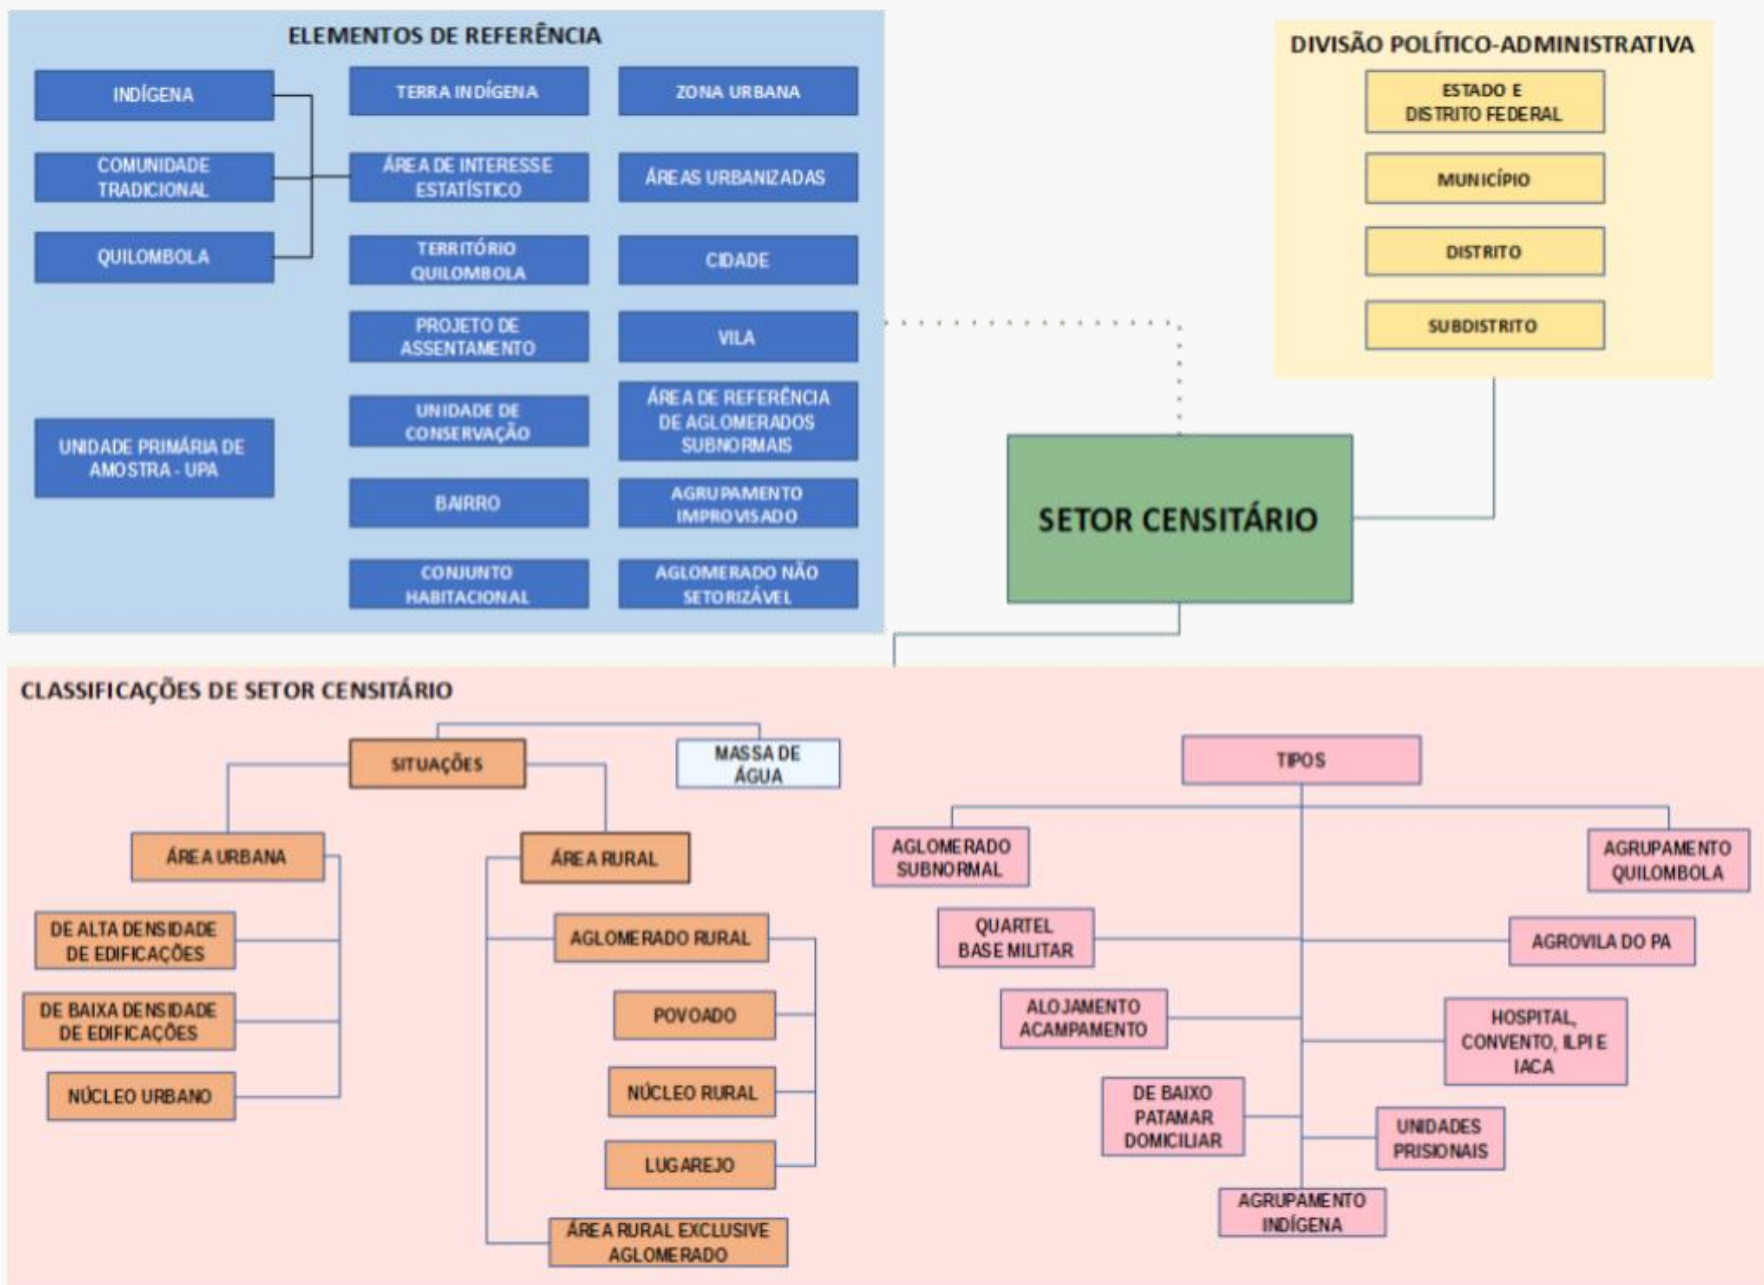 ELEMENTOS DE REFERÊNCIA
INDÍGENA
COMUNIDADE
TRADICIONAL
QUILOMBOLA
UNIDADE PRIMÁRIA DE
AMOSTRA - UPA
TERRA INDÍGENA
ÁREA DE INTERESSE
ESTATÍSTICO
TERRITÓRIO
QUILOMBOLA
PROJETO DE
ASSENTAMENTO
UNIDADE DE
CONSERVAÇÃO
BAIRRO
CONJUNTO
HABITACIONAL
ZONA URBANA
ÁREAS URBANIZADAS
CIDADE
VILA
ÁREA DE REFERÊNCIA
DE AGLOMERADOS
SUBNORMAIS
AGRUPAMENTO
IMPROVISADO
AGLOMERADO NÃO
SETORIZÁVEL
DIVISÃO POLÍTICO-ADMINISTRATIVA
ESTADO E
DISTRITO FEDERAL
MUNICÍPIO
DISTRITO
SUBDISTRITO
SETOR CENSITÁRIO
CLASSIFICAÇÕES DE SETOR CENSITÁRIO
SITUAÇÕES
MASSA DE
ÁGUA
ÁREA URBANA
DE ALTA DENSIDADE
DE EDIFICAÇÕES
DE BAIXA DENSIDADE
DE EDIFICAÇÕES
NÚCLEO URBANO
ÁREA RURAL
AGLOMERADO RURAL
POVOADO
NÚCLEO RURAL
LUGAREJO
ÁREA RURAL EXCLUSIVE
AGLOMERADO
TIPOS
AGLOMERADO
SUBNORMAL
AGRUPAMENTO
QUILOMBOLA
QUARTEL
BASE MILITAR
AGROVILA DO PA
ALOJAMENTO
ACAMPAMENTO
HOSPITAL,
CONVENTO, ILPI E
IACA
DE BAIXO
PATAMAR
DOMICILIAR
UNIDADES
PRISIONAIS
AGRUPAMENTO
INDÍGENA